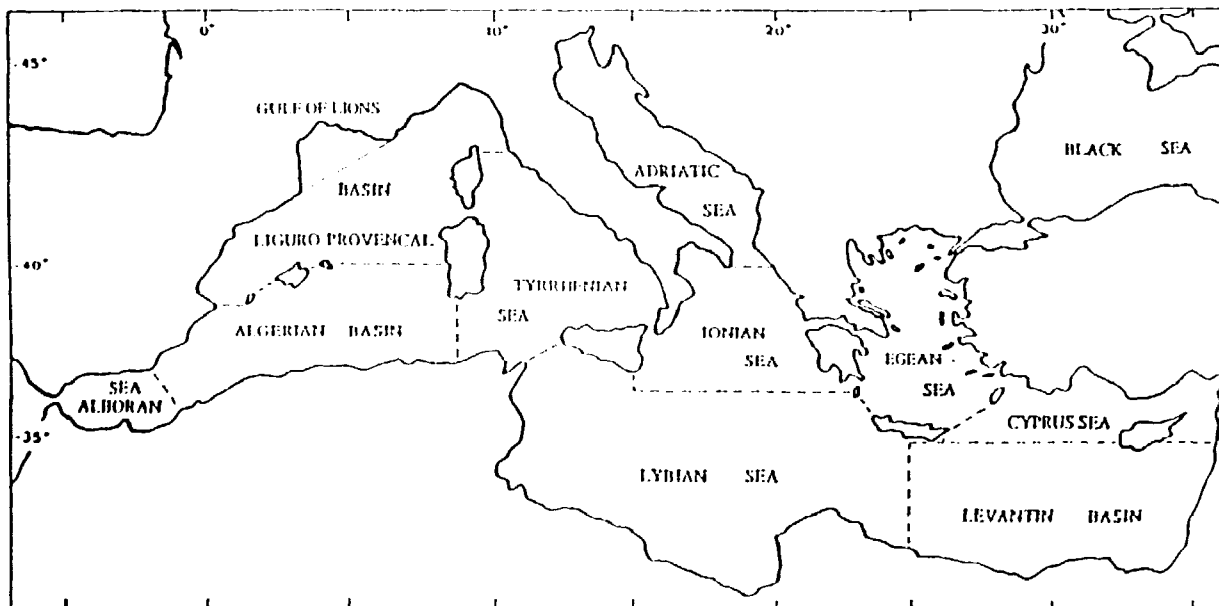 0°
10°
20°
30°
45°
GULF OF LIONS
BLACK SEA
ADRIATIC
SEA
BASIN
LIGURO PROVENCAL
40°
TYRRHENIAN
SEA
ALGERIAN BASIN
IONIAN
SEA
EGEAN
SEA
SEA
ALBORAN
CYPRUS SEA
35°
LYBIAN SEA
LEVANTIN BASIN